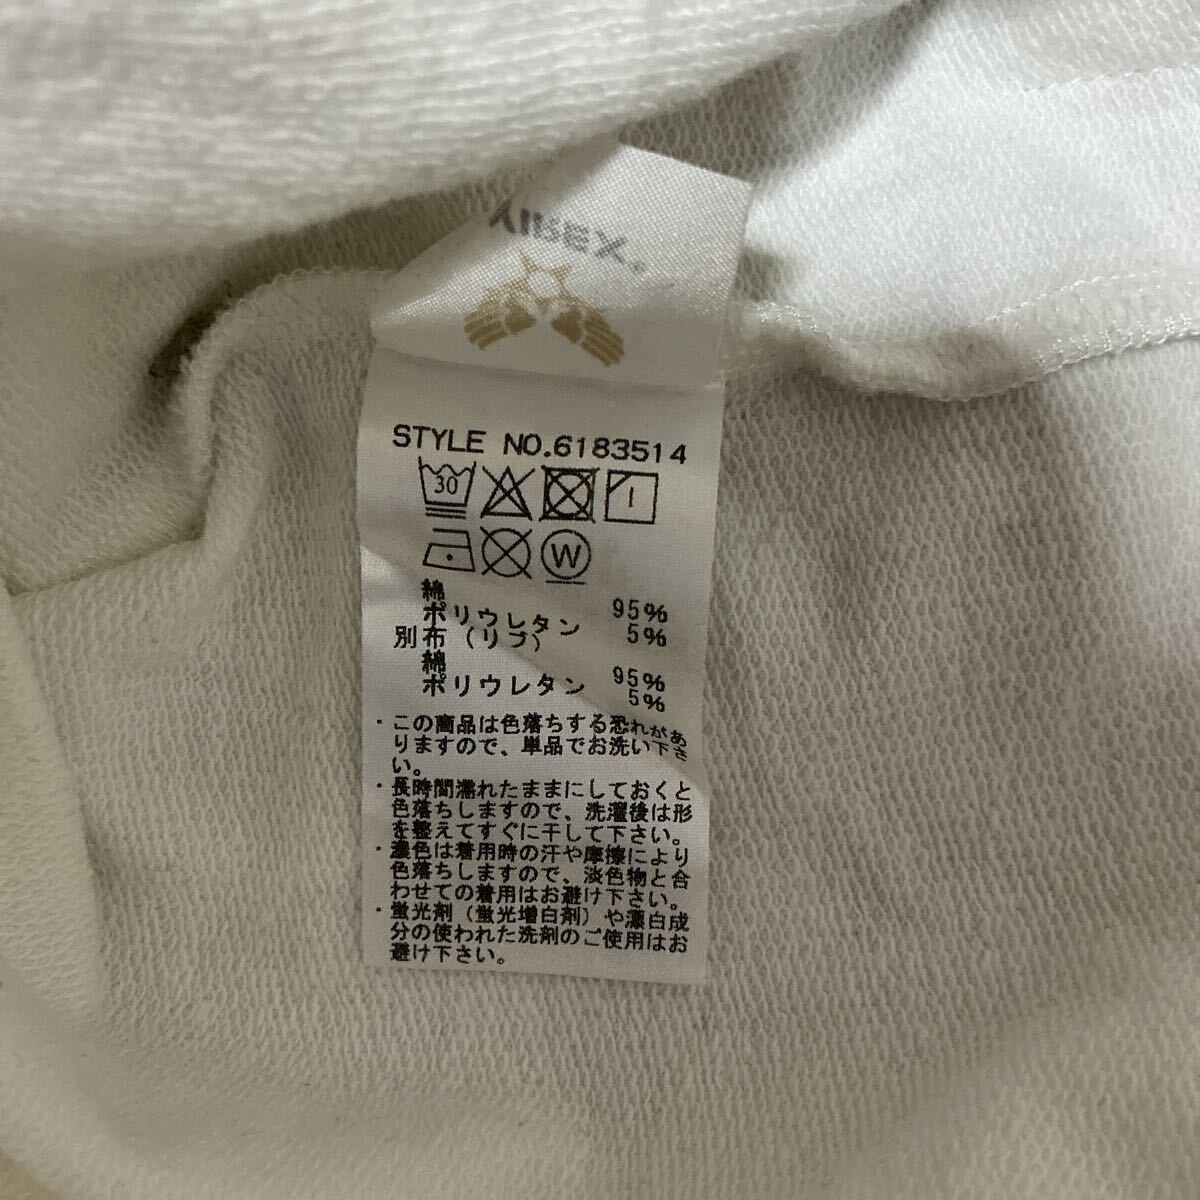 STYLE NO.6183514
30
W
綿 95%
ポリウレタン 5%
別布(リブ)
綿 95%
ポリウレタン 5%
・この商品は色落ちする恐れがあ
りますので、単品でお洗い下さ
い。
・長時間濡れたままにしておくと
色落ちしますので、洗濯後は形
を整えてすぐに干して下さい。
・濃色は着用時の汗や摩擦により
色落ちしますので、淡色物と合
わせての着用はお避け下さい。
・蛍光剤(蛍光増白剤)や漂白成
分の使われた洗剤のご使用はお
避け下さい。